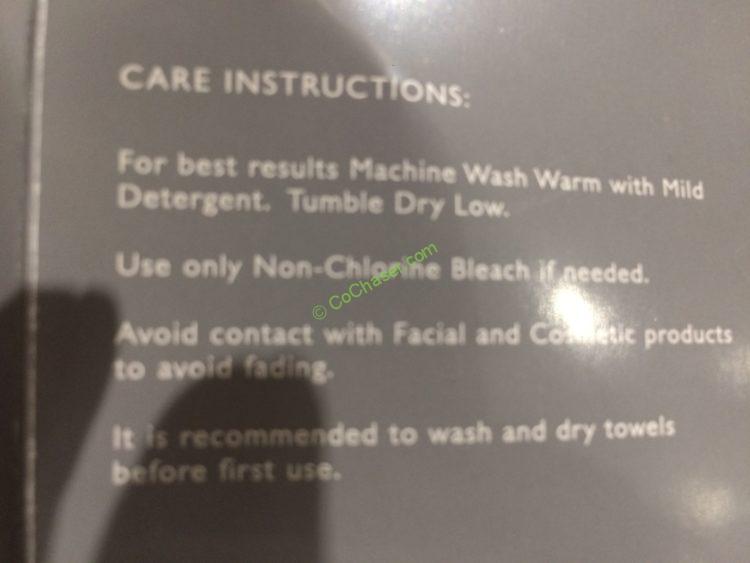 CARE INSTRUCTIONS:
For best results Machine Wash Warm with Mild
Detergent. Tumble Dry Low.
Use only Non-Chlorine Bleach if needed.
© CoChaser.com
Avoid contact with Facial and Cosmetic products
to avoid fading.
It is recommended to wash and dry towels
before first use.